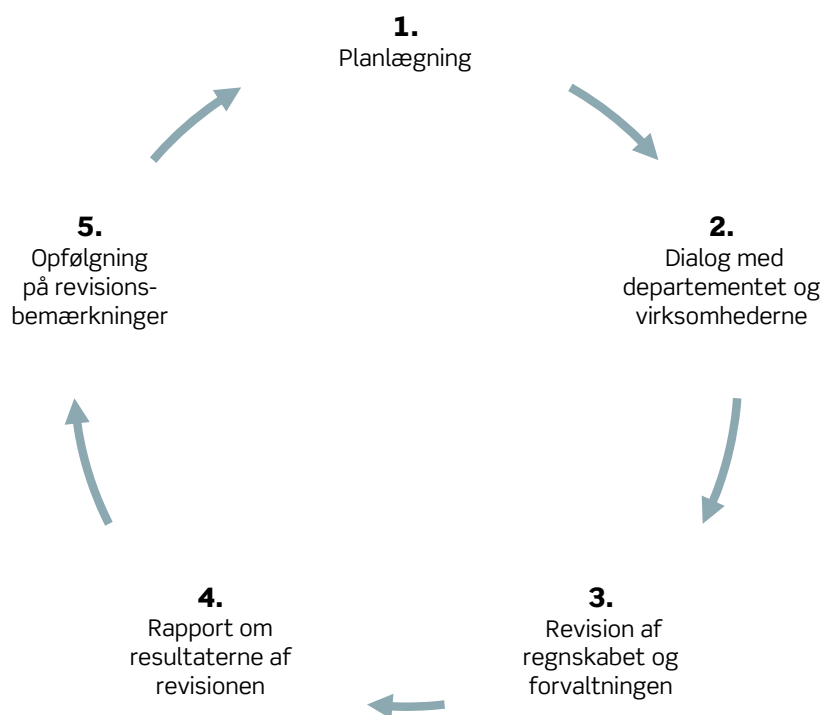 1.
Planlægning
2.
Dialog med
departementet og
virksomhederne
3.
Revision af
regnskabet og
forvaltningen
4.
Rapport om
resultaterne af
revisionen
5.
Opfølgning
på revisions-
bemærkninger